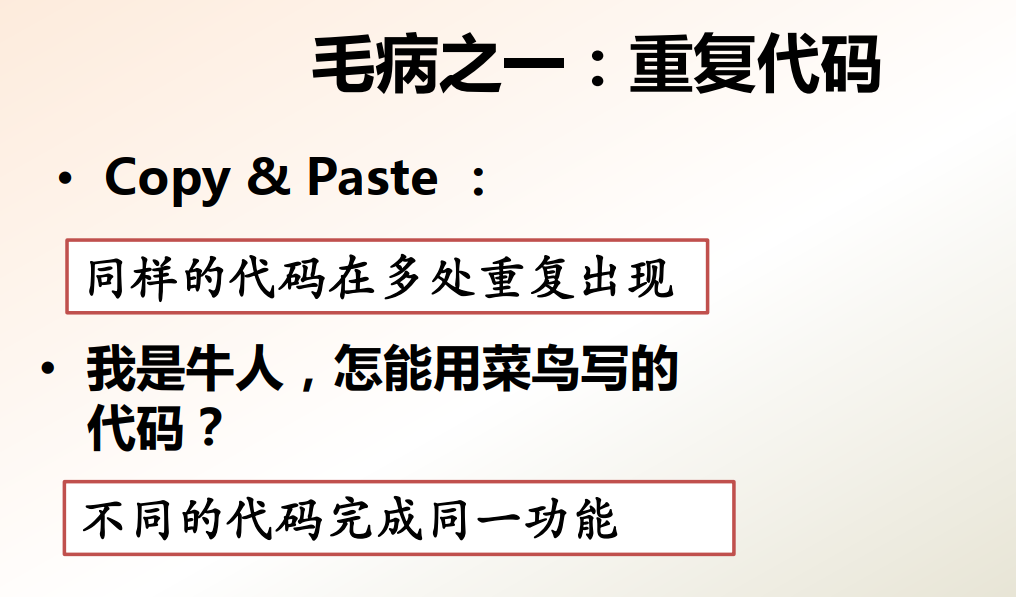 毛病之一：重复代码
• Copy & Paste ：
同样的代码在多处重复出现
• 我是牛人，怎能用菜鸟写的
代码？
不同的代码完成同一功能